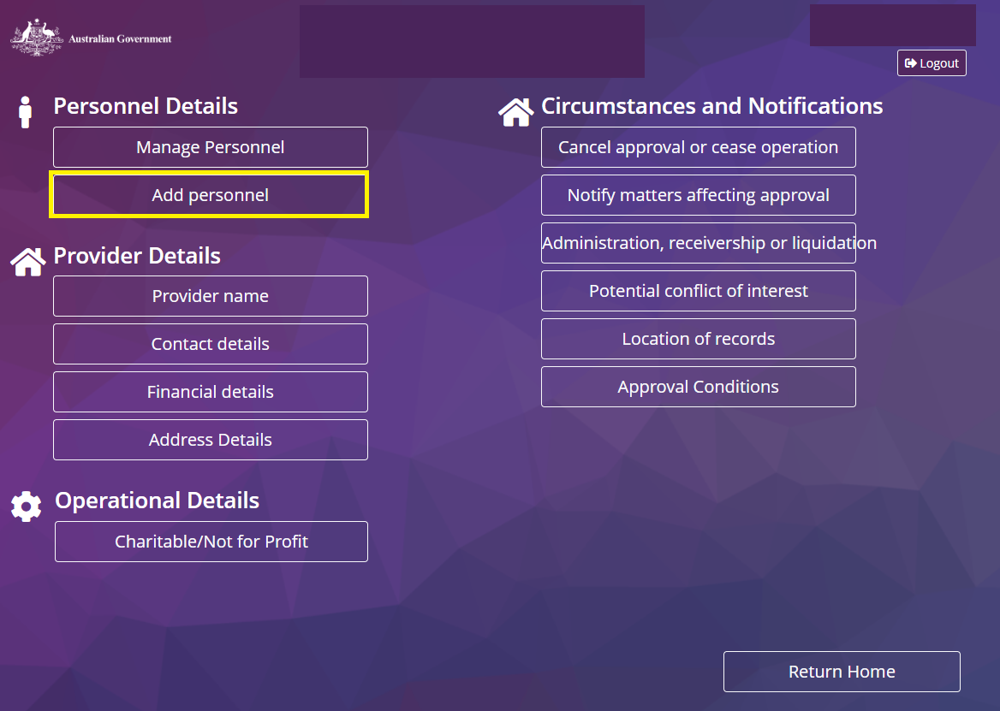 Australian Government
Logout
Personnel Details
Manage Personnel
Add personnel
Provider Details
Provider name
Contact details
Financial details
Address Details
Operational Details
Charitable/Not for Profit
Circumstances and Notifications
Cancel approval or cease operation
Notify matters affecting approval
Administration, receivership or liquidation
Potential conflict of interest
Location of records
Approval Conditions
Return Home